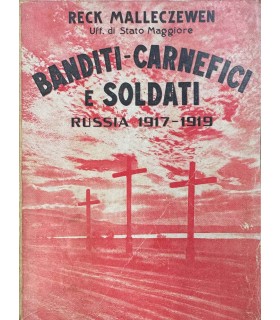 RECK MALLECZEWEN
Uff. di Stato Maggiore
BANDITI-CARNEFICI
E SOLDATI
RUSSIA 1917-1919